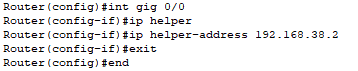 Router(config)#int gig 0/0
Router(config-if)#ip helper
Router(config-if)#ip helper-address 192.168.38.2
Router(config-if)#exit
Router(config)#end